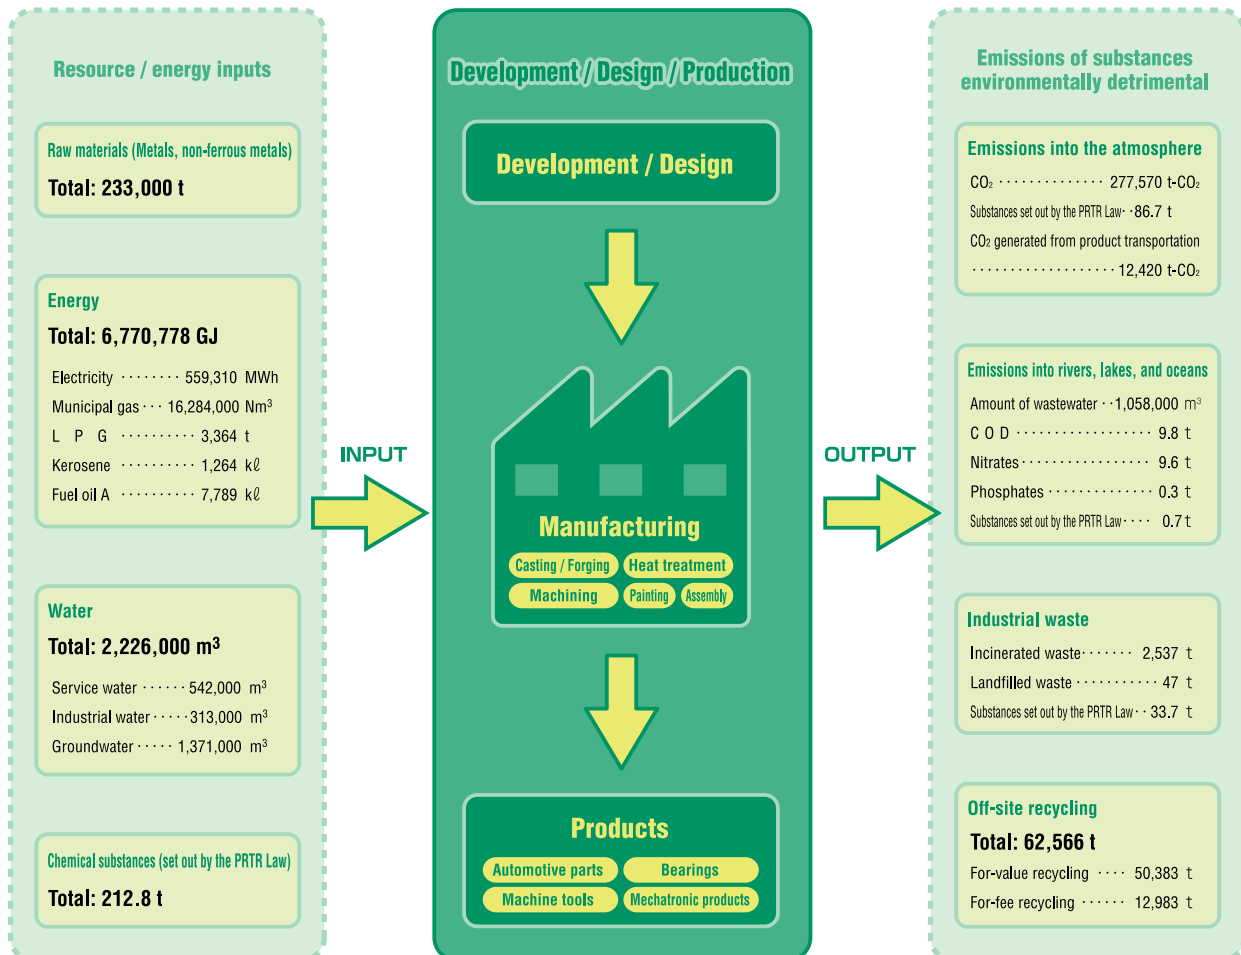 Resource / energy inputs
Raw materials (Metals, non-ferrous metals)
Total: 233,000 t
Energy
Total: 6,770,778 GJ
Electricity ········ 559,310 MWh
Municipal gas ··· 16,284,000 Nm³
L P G ·········· 3,364 t
Kerosene ·········· 1,264 kℓ
Fuel oil A ·········· 7,789 kℓ
Water
Total: 2,226,000 m³
Service water ······ 542,000 m³
Industrial water ····· 313,000 m³
Groundwater ····· 1,371,000 m³
Chemical substances (set out by the PRTR Law)
Total: 212.8 t
INPUT
Development / Design / Production
Development / Design
Manufacturing
Casting / Forging Heat treatment
Machining Painting Assembly
Products
Automotive parts Bearings
Machine tools Mechatronic products
OUTPUT
Emissions of substances
environmentally detrimental
Emissions into the atmosphere
CO₂ ·············· 277,570 t-CO₂
Substances set out by the PRTR Law ·· 86.7 t
CO₂ generated from product transportation
··················· 12,420 t-CO₂
Emissions into rivers, lakes, and oceans
Amount of wastewater ·· 1,058,000 m³
C O D ················· 9.8 t
Nitrates ················· 9.6 t
Phosphates ············· 0.3 t
Substances set out by the PRTR Law ···· 0.7 t
Industrial waste
Incinerated waste ······· 2,537 t
Landfilled waste ··········· 47 t
Substances set out by the PRTR Law ·· 33.7 t
Off-site recycling
Total: 62,566 t
For-value recycling ···· 50,383 t
For-fee recycling ····· 12,983 t